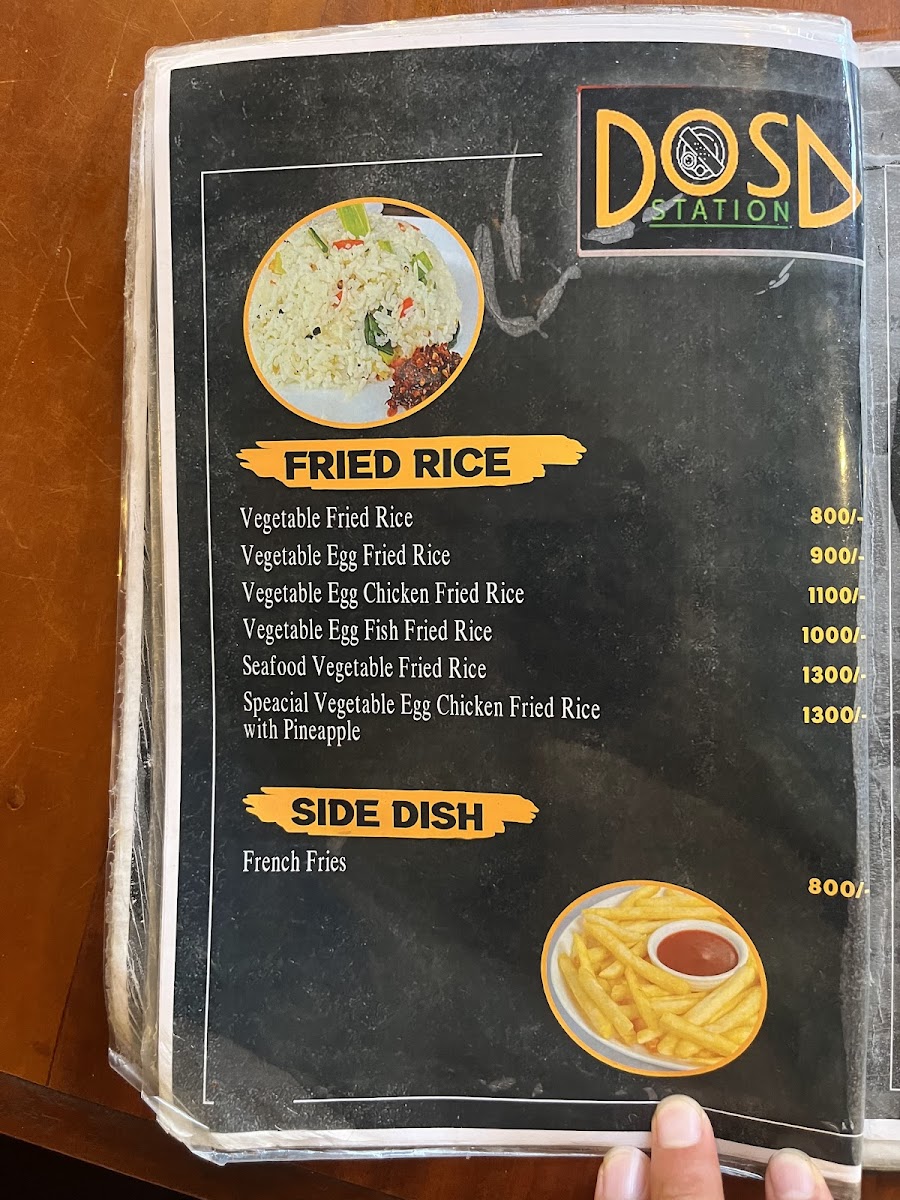 DOSA
STATION
FRIED RICE
Vegetable Fried Rice 800/-
Vegetable Egg Fried Rice 900/-
Vegetable Egg Chicken Fried Rice 1100/-
Vegetable Egg Fish Fried Rice 1000/-
Seafood Vegetable Fried Rice 1300/-
Speacial Vegetable Egg Chicken Fried Rice 1300/-
with Pineapple
SIDE DISH
French Fries
800/-